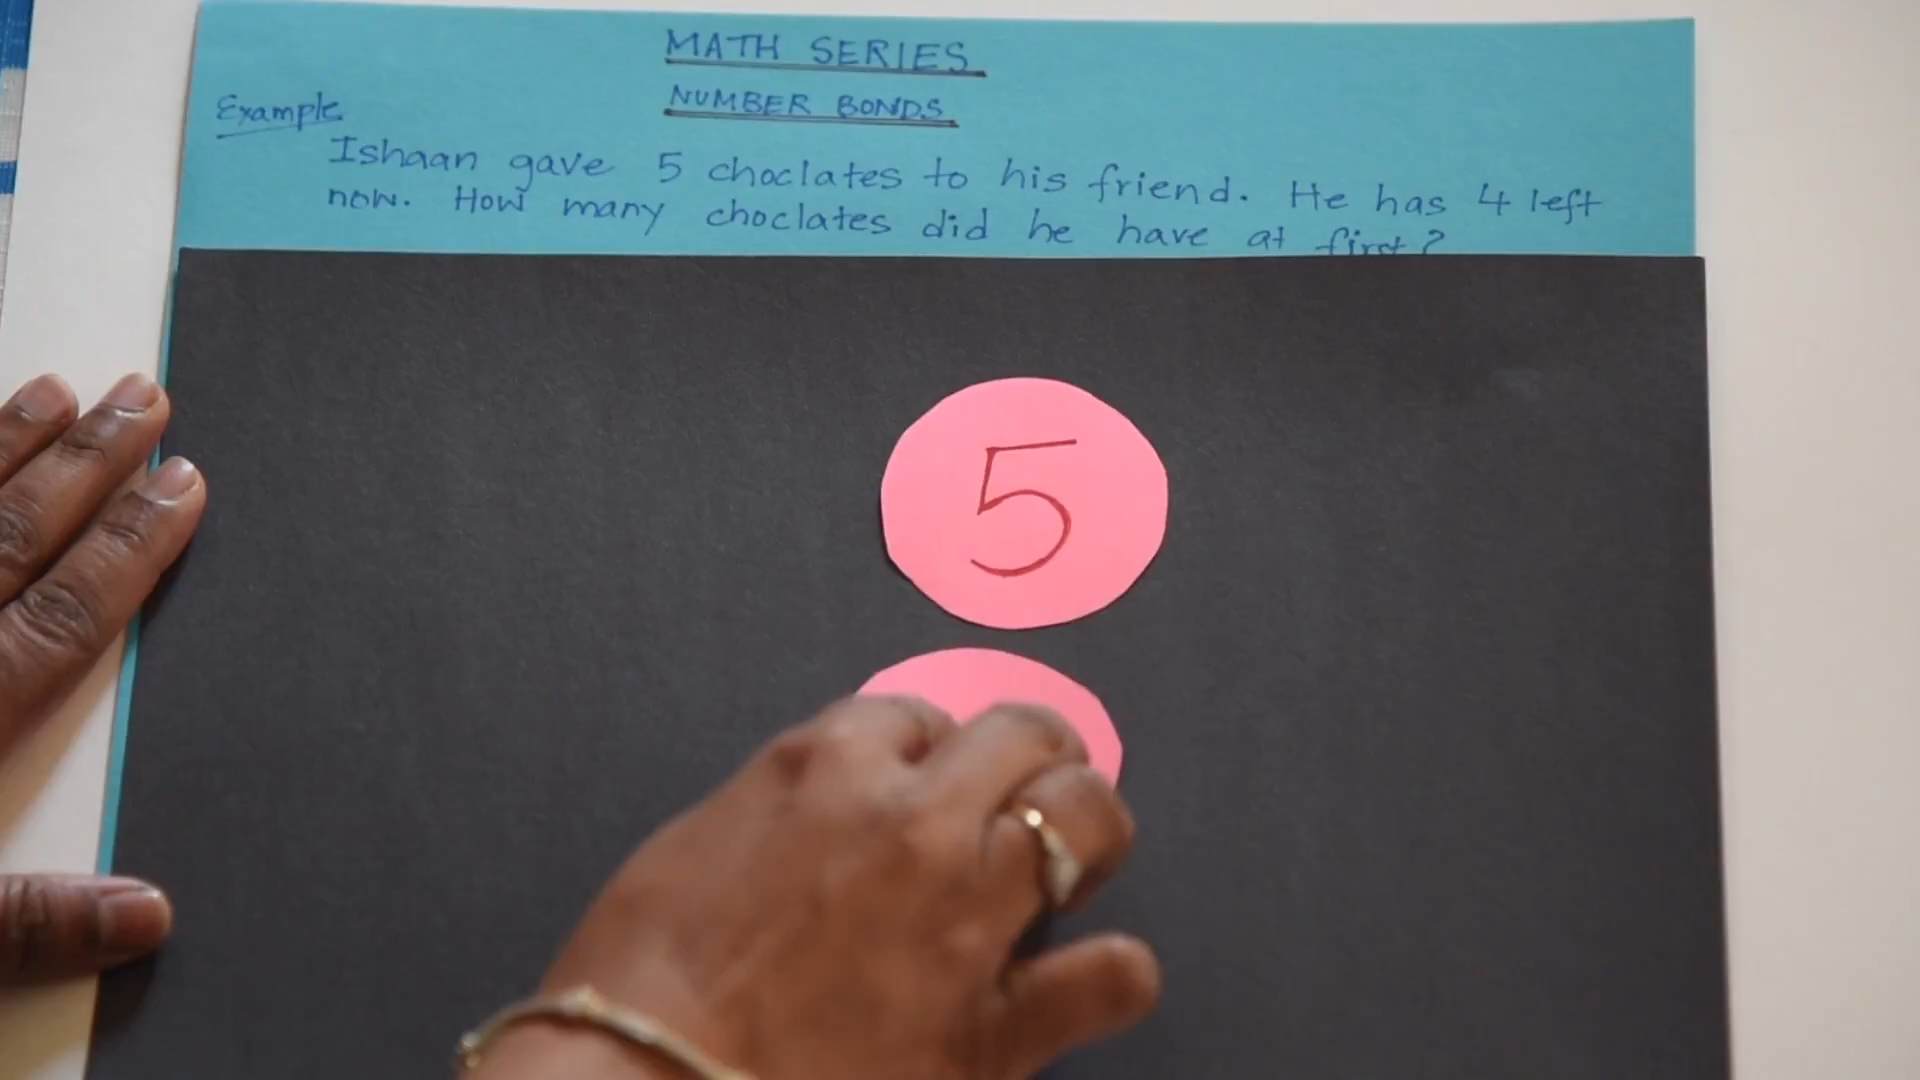 MATH SERIES
NUMBER BONDS
Example
Ishaan gave 5 choclates to his friend. He has 4 left
now. How many choclates did he have at first?
5